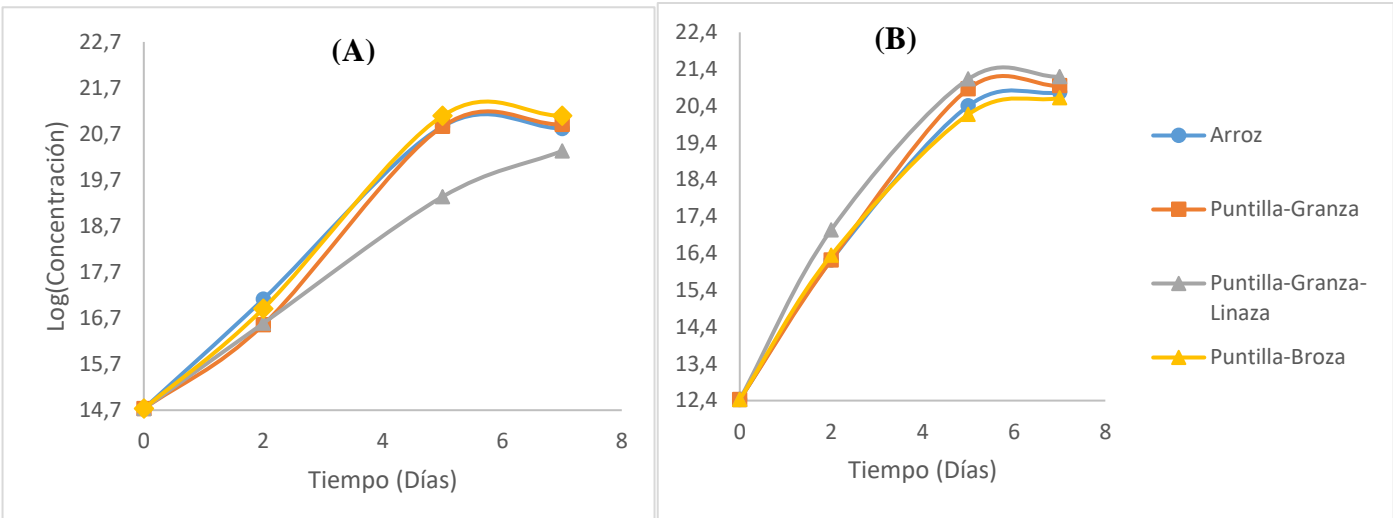 (A)
22,7
21,7
20,7
19,7
18,7
17,7
16,7
15,7
14,7
Log(Concentración)
0 2 4 6 8
Tiempo (Días)
(B)
22,4
21,4
20,4
19,4
18,4
17,4
16,4
15,4
14,4
13,4
12,4
0 2 4 6 8
Tiempo (Días)
Arroz
Puntilla-Granza
Puntilla-Granza-
Linaza
Puntilla-Broza